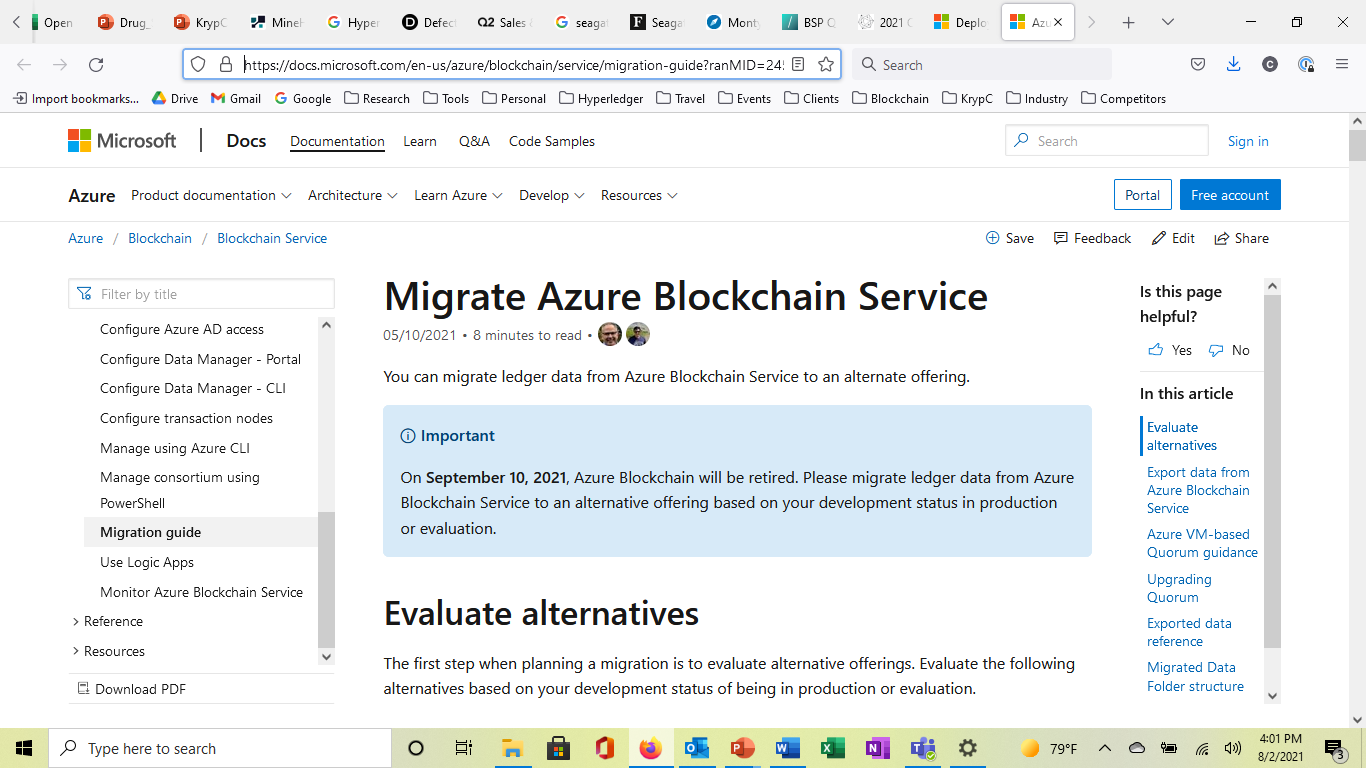 Open
Drug_
KrypC
MineH
Hyper
Defect
Q2 Sales
seagat
Seagat
Monty
BSP Q
2021 C
Deplo
Azu
https://docs.microsoft.com/en-us/azure/blockchain/service/migration-guide?ranMID=245
Search
Import bookmarks...
Drive
Gmail
Google
Research
Tools
Personal
Hyperledger
Travel
Events
Clients
Blockchain
KrypC
Industry
Competitors
Microsoft
Docs
Documentation
Learn
Q&A
Code Samples
Search
Sign in
Azure
Product documentation
Architecture
Learn Azure
Develop
Resources
Portal
Free account
Azure / Blockchain / Blockchain Service
Save
Feedback
Edit
Share
Filter by title
Configure Azure AD access
Configure Data Manager - Portal
Configure Data Manager - CLI
Configure transaction nodes
Manage using Azure CLI
Manage consortium using
PowerShell
Migration guide
Use Logic Apps
Monitor Azure Blockchain Service
Reference
Resources
Download PDF
Migrate Azure Blockchain Service
05/10/2021 • 8 minutes to read •
You can migrate ledger data from Azure Blockchain Service to an alternate offering.
Important
On September 10, 2021, Azure Blockchain will be retired. Please migrate ledger data from Azure
Blockchain Service to an alternative offering based on your development status in production
or evaluation.
Evaluate alternatives
The first step when planning a migration is to evaluate alternative offerings. Evaluate the following
alternatives based on your development status of being in production or evaluation.
Is this page
helpful?
Yes
No
In this article
Evaluate
alternatives
Export data from
Azure Blockchain
Service
Azure VM-based
Quorum guidance
Upgrading
Quorum
Exported data
reference
Migrated Data
Folder structure
Type here to search
79°F
4:01 PM
8/2/2021
3